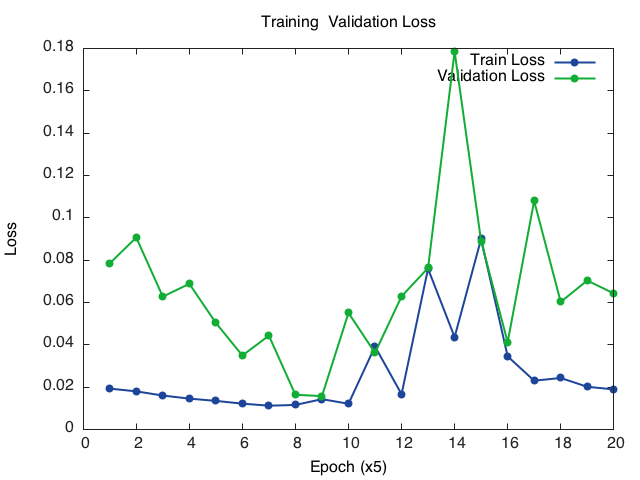 Training  Validation Loss
0.18
0.16
0.14
0.12
0.1
0.08
0.06
0.04
0.02
0
Loss
Train Loss
Validation Loss
0 2 4 6 8 10 12 14 16 18 20
Epoch (x5)